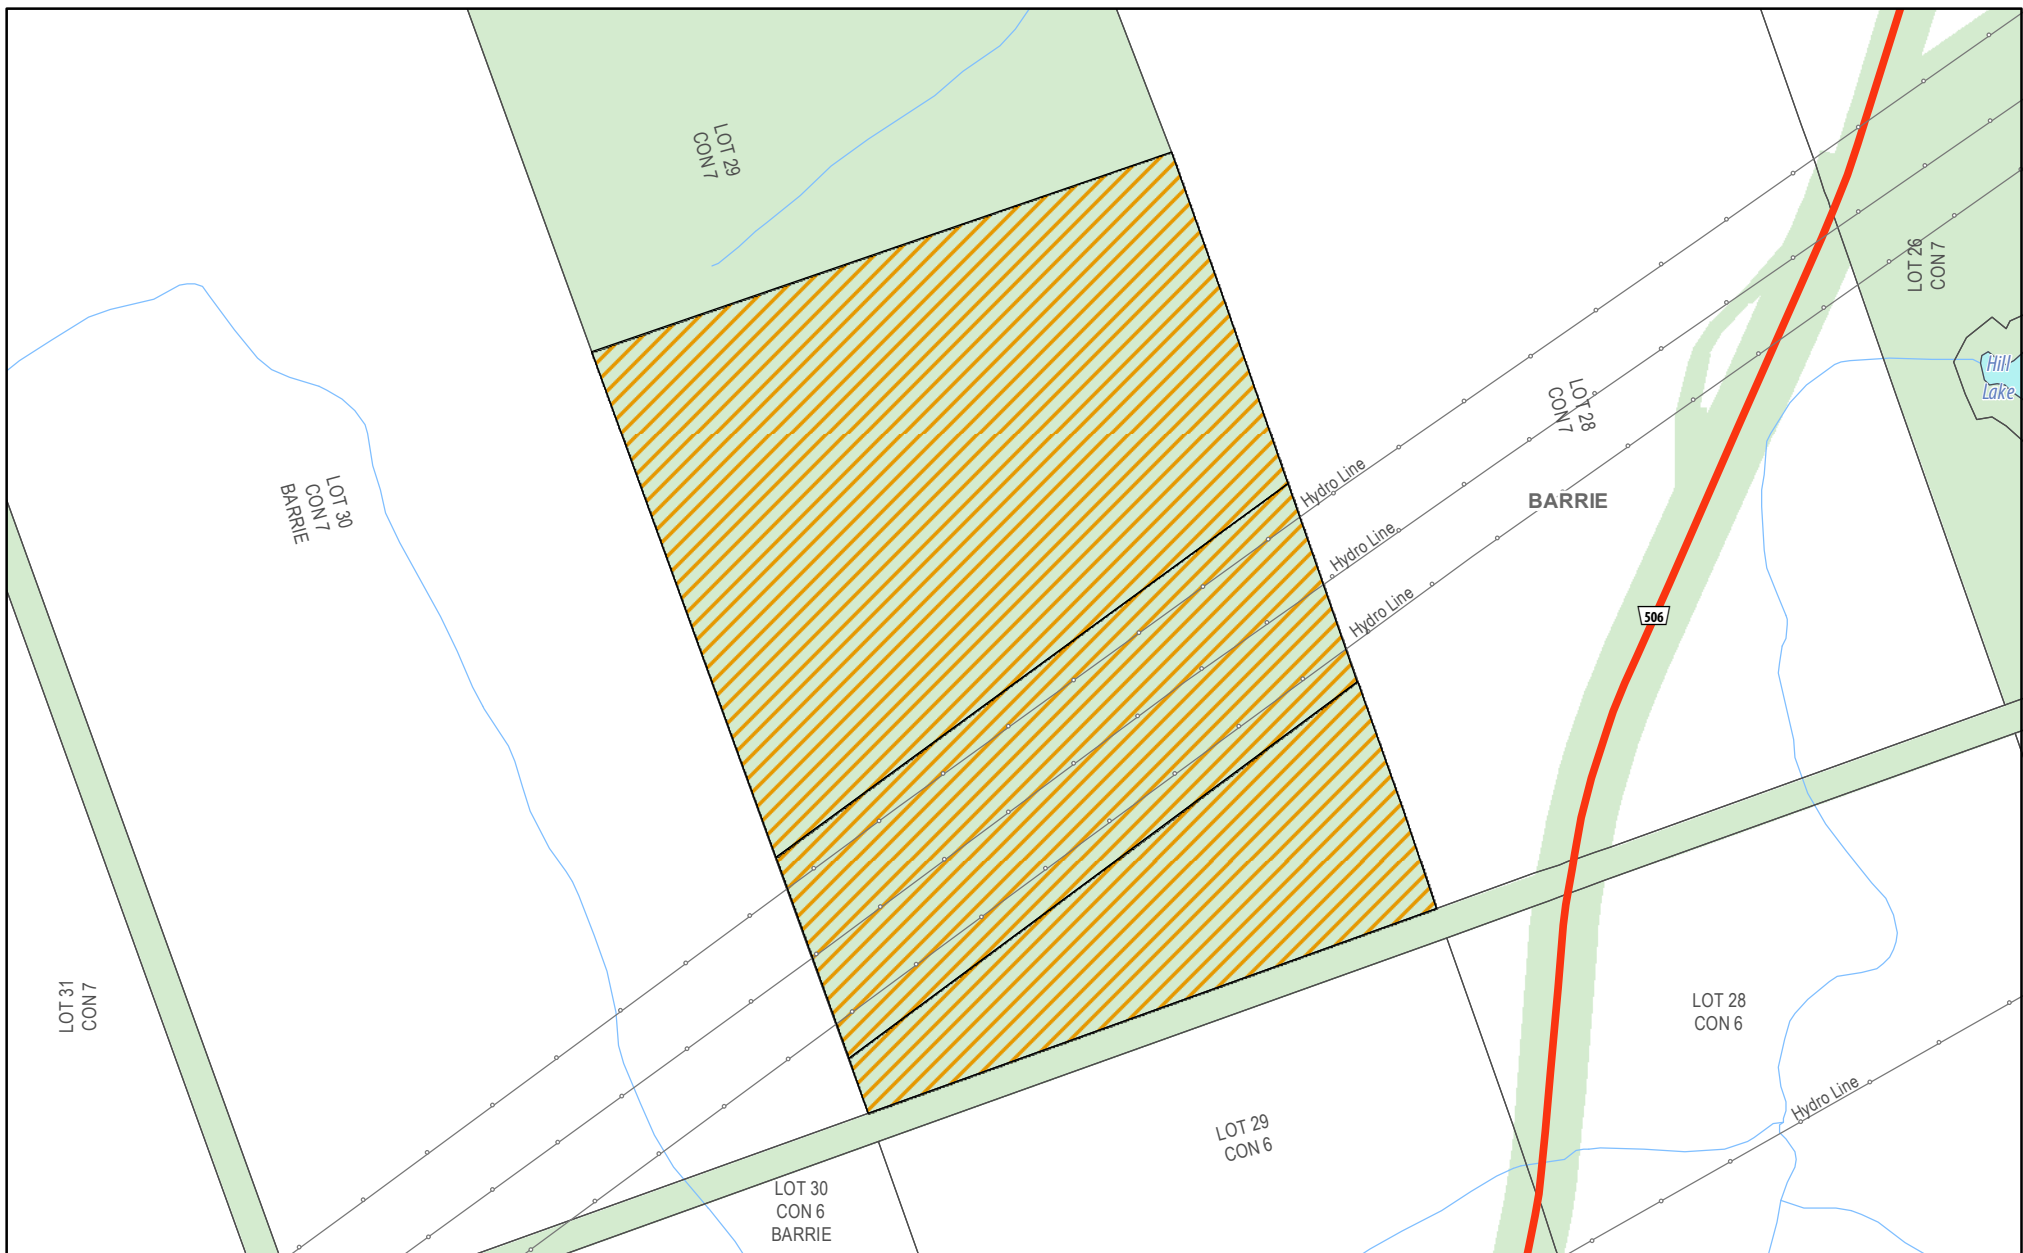 LOT 29
CON 7
LOT 26
CON 7
Hill
Lake
LOT 28
CON 7
Hydro Line
BARRIE
LOT 30
CON 7
BARRIE
Hydro Line
Hydro Line
506
LOT 31
CON 7
LOT 28
CON 6
Hydro Line
LOT 29
CON 6
LOT 30
CON 6
BARRIE